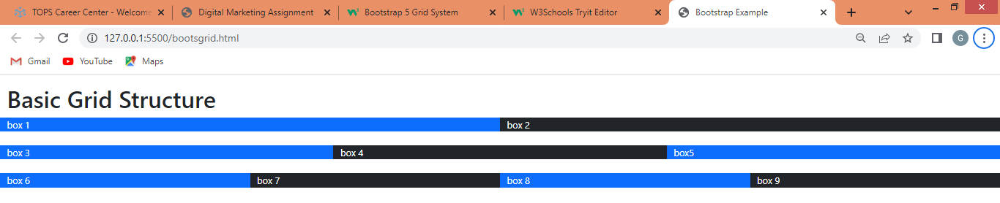 TOPS Career Center - Welcome
Digital Marketing Assignment
Bootstrap 5 Grid System
W3Schools Tryit Editor
Bootstrap Example
127.0.0.1:5500/bootsgrid.html
G
Gmail
YouTube
Maps
Basic Grid Structure
box 1 box 2
box 3 box 4 box5
box 6 box 7 box 8 box 9